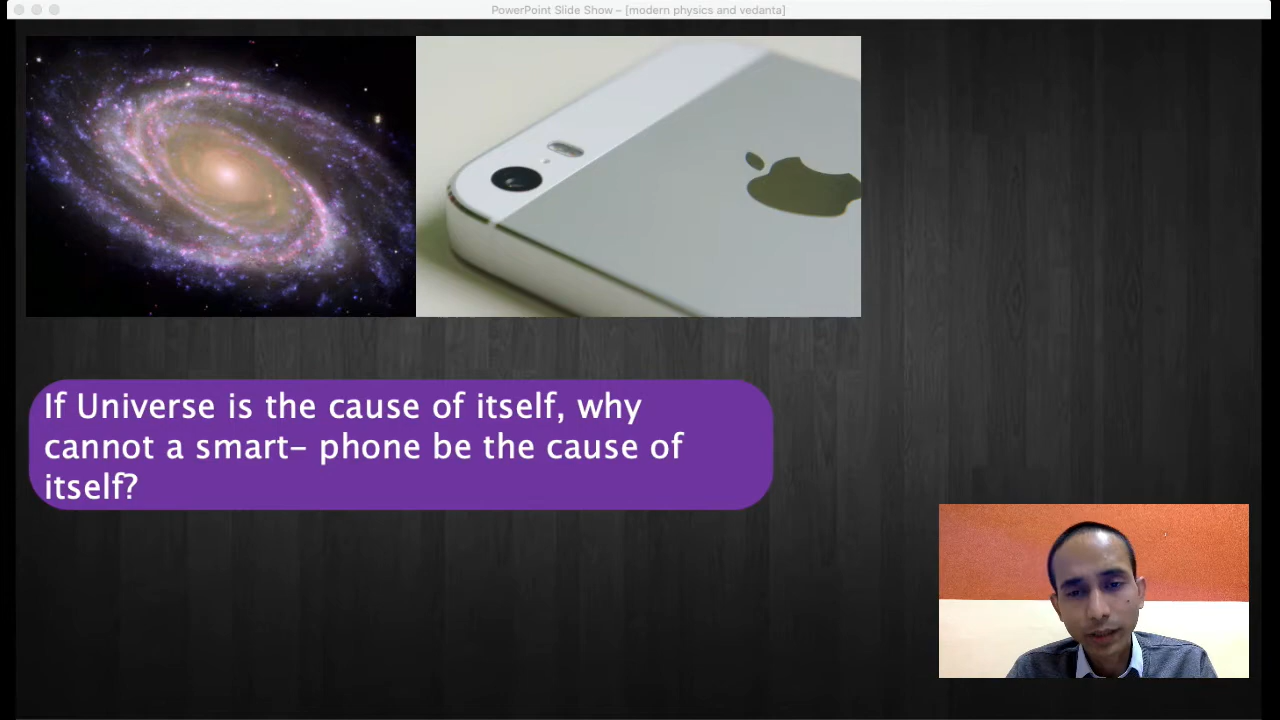 PowerPoint Slide Show – [modern physics and vedanta]
If Universe is the cause of itself, why
cannot a smart– phone be the cause of
itself?